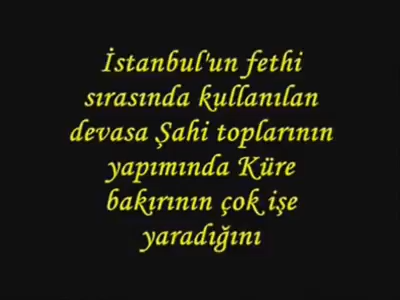 İstanbul'un fethi
sırasında kullanılan
devasa Şahi toplarının
yapımında Küre
bakırının çok işe
yaradığını